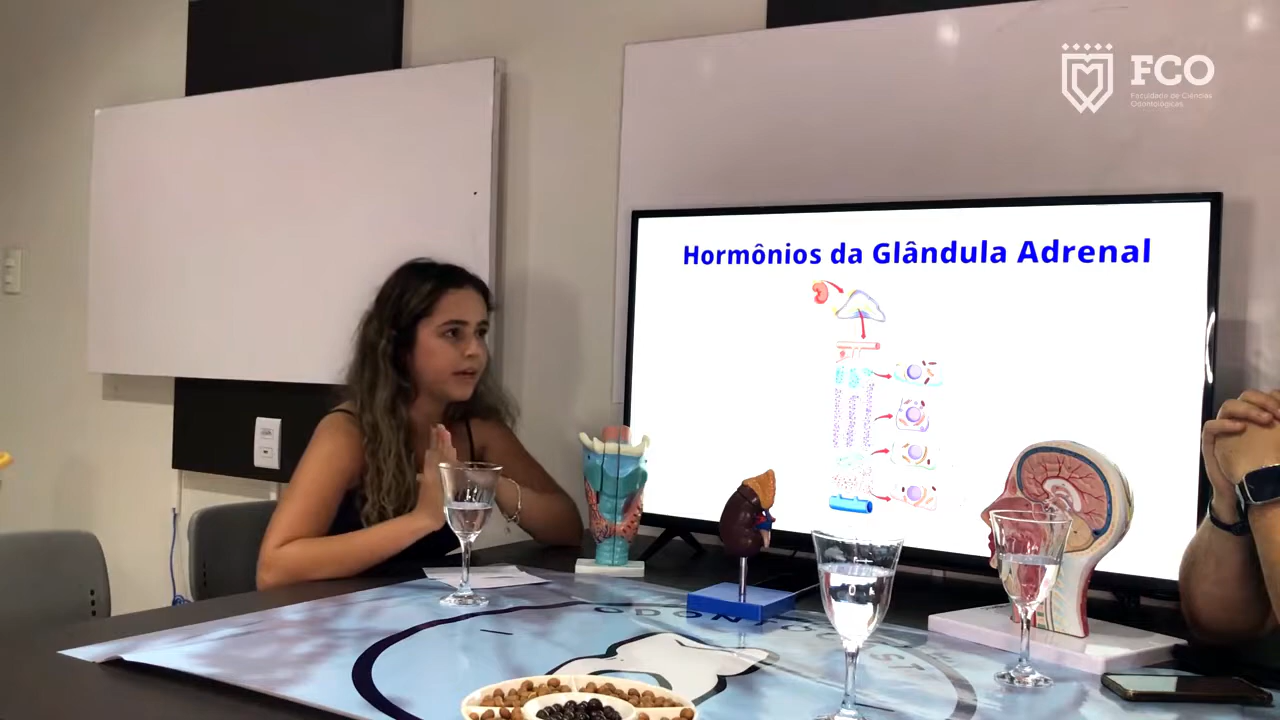 FCO
Faculdade de Ciências
Odontológicas
Hormônios da Glândula Adrenal